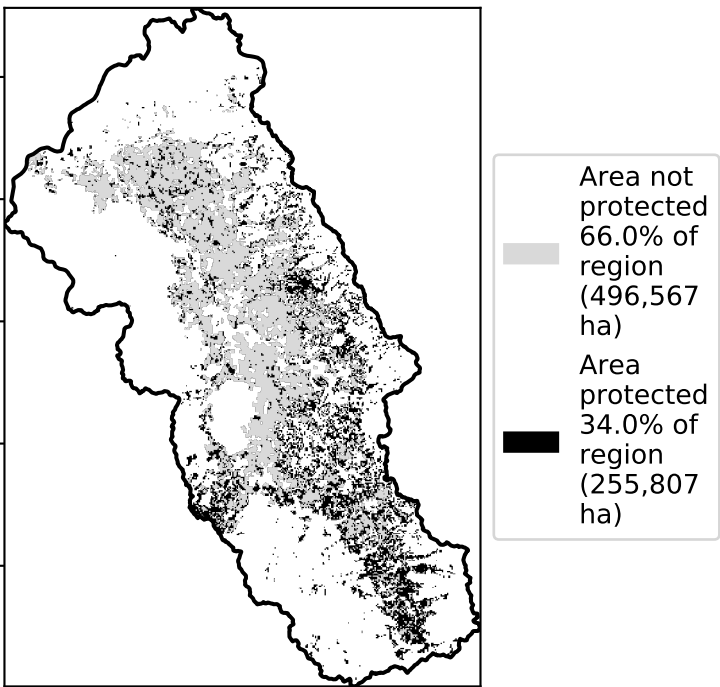 Area not
protected
66.0% of
region
(496,567
ha)
Area
protected
34.0% of
region
(255,807
ha)